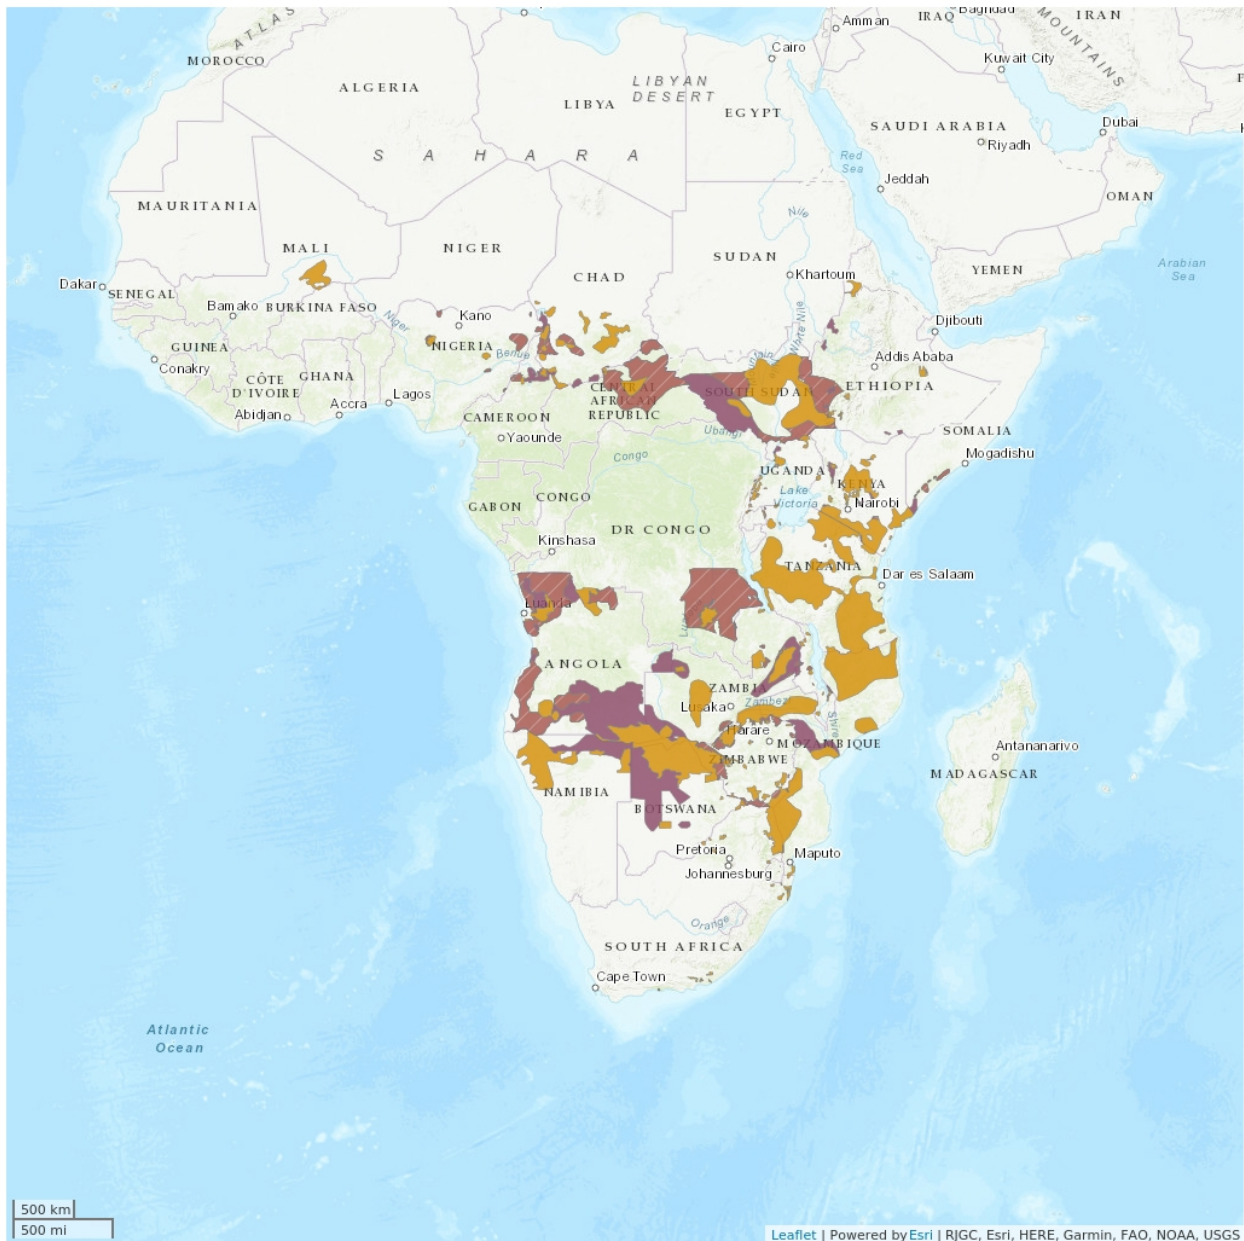 Baghdad
IRAQ
IRAN
Amman
ATLAS
MOUNTAINS
Cairo
MOROCCO
Kuwait City
ALGERIA
LIBYAN
DESERT
LIBYA
EGYPT
Dubai
SAUDI ARABIA
Riyadh
SAHARA
Red
Sea
Jeddah
OMAN
MAURITANIA
Nile
MALI
NIGER
SUDAN
CHAD
Khartoum
YEMEN
Arabian
Sea
Dakar
SENEGAL
Bamako
BURKINA FASO
Niger
Kano
White Nile
Djibouti
GUINEA
NIGERIA
Benue
Mountain
Addis Ababa
Conakry
CÔTE
D'IVOIRE
GHANA
CENTRAL
AFRICAN
REPUBLIC
SOUTH SUDAN
ETHIOPIA
Lagos
Accra
Abidjan
CAMEROON
Yaounde
Ubangi
SOMALIA
Mogadishu
Congo
UGANDA
KENYA
Lake
Victoria
GABON
CONGO
Nairobi
DR CONGO
Kinshasa
TANZANIA
Dar es Salaam
Luanda
ANGOLA
ZAMBIA
Lusaka
Zambezi
Shire
Harare
MOZAMBIQUE
Antananarivo
ZIMBABWE
MADAGASCAR
NAMIBIA
BOTSWANA
Pretoria
Maputo
Johannesburg
Orange
SOUTH AFRICA
Cape Town
Atlantic
Ocean
500 km
500 mi
Leaflet | Powered by Esri | RJGC, Esri, HERE, Garmin, FAO, NOAA, USGS